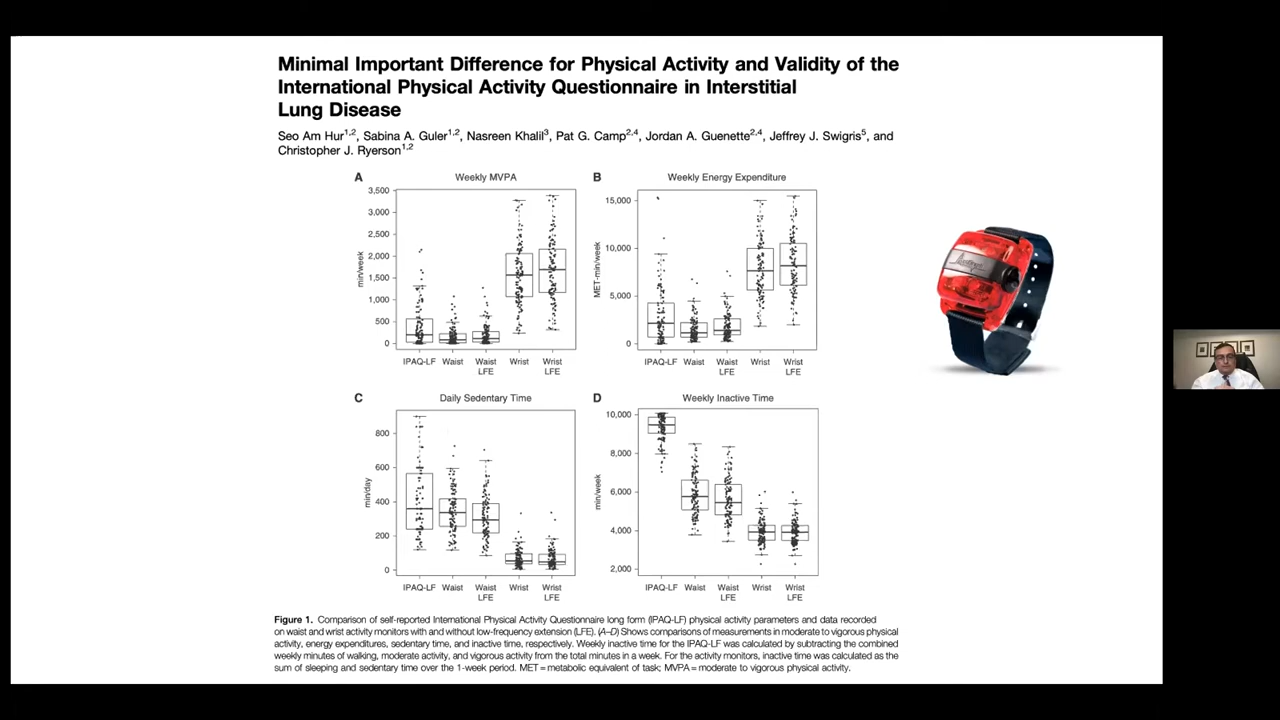 Minimal Important Difference for Physical Activity and Validity of the
International Physical Activity Questionnaire in Interstitial
Lung Disease
Seo Am Hur1,2, Sabina A. Guler1,2, Nasreen Khalil3, Pat G. Camp2,4, Jordan A. Guenette2,4, Jeffrey J. Swigris5, and
Christopher J. Ryerson1,2
A Weekly MVPA
3,500
3,000
2,500
2,000
1,500
1,000
500
0
min/week
IPAQ-LF Waist Waist LFE Wrist Wrist LFE
B Weekly Energy Expenditure
15,000
10,000
5,000
0
MET-min/week
IPAQ-LF Waist Waist LFE Wrist Wrist LFE
C Daily Sedentary Time
800
600
400
200
0
min/day
IPAQ-LF Waist Waist LFE Wrist Wrist LFE
D Weekly Inactive Time
10,000
8,000
6,000
4,000
2,000
min/week
IPAQ-LF Waist Waist LFE Wrist Wrist LFE
Figure 1. Comparison of self-reported International Physical Activity Questionnaire long form (IPAQ-LF) physical activity parameters and data recorded
on waist and wrist activity monitors with and without low-frequency extension (LFE). (A–D) Shows comparisons of measurements in moderate to vigorous physical
activity, energy expenditures, sedentary time, and inactive time, respectively. Weekly inactive time for the IPAQ-LF was calculated by subtracting the combined
weekly minutes of walking, moderate activity, and vigorous activity from the total minutes in a week. For the activity monitors, inactive time was calculated as the
sum of sleeping and sedentary time over the 1-week period. MET = metabolic equivalent of task; MVPA = moderate to vigorous physical activity.